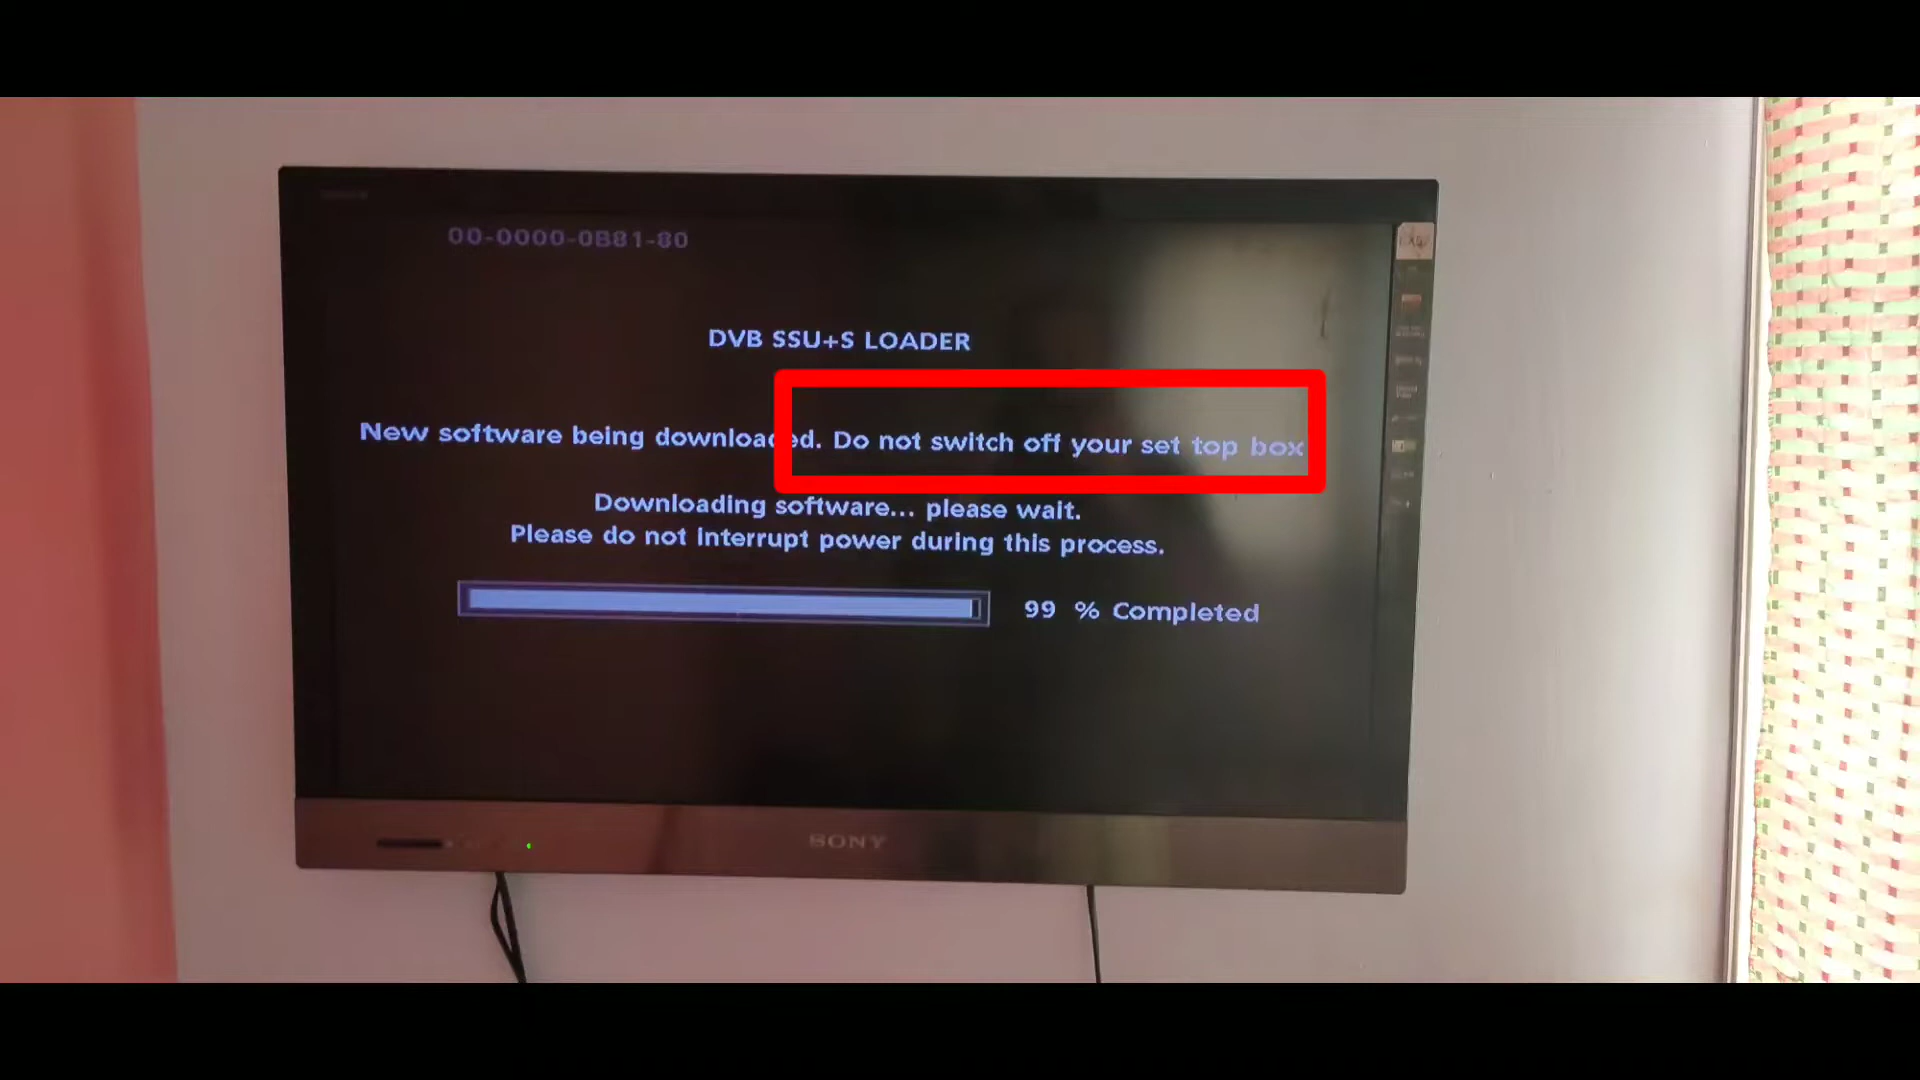 00-0000-0B81-80
DVB SSU+S LOADER
New software being downloaded. Do not switch off your set top box
Downloading software... please wait.
Please do not interrupt power during this process.
99 % Completed
SONY